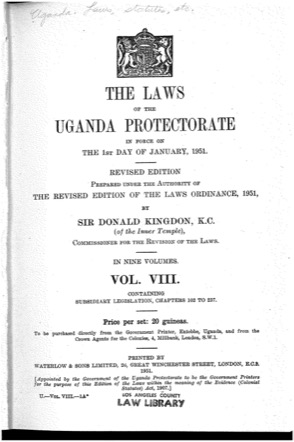 Uganda. Laws, statutes, etc.
THE LAWS
OF THE
UGANDA PROTECTORATE
IN FORCE ON
THE 1ST DAY OF JANUARY, 1951.
REVISED EDITION
PREPARED UNDER THE AUTHORITY OF
THE REVISED EDITION OF THE LAWS ORDINANCE, 1951,
BY
SIR DONALD KINGDON, K.C.
(of the Inner Temple),
COMMISSIONER FOR THE REVISION OF THE LAWS.
IN NINE VOLUMES.
VOL. VIII.
CONTAINING
SUBSIDIARY LEGISLATION, CHAPTERS 103 TO 237.
Price per set: 20 guineas.
To be purchased directly from the Government Printer, Entebbe, Uganda, and from the
Crown Agents for the Colonies, 4, Millbank, London, S.W.1.
PRINTED BY
WATERLOW & SONS LIMITED, GREAT WINCHESTER STREET, LONDON, E.C.2
1951.
[Appointed by the Government of the Uganda Protectorate to be the Government Printers
for the purpose of this Edition of the Laws within the meaning of the Evidence (Colonial
Statutes) Act, 1907.]
U.—VOL. VIII.—1A*
LOS ANGELES COUNTY
LAW LIBRARY